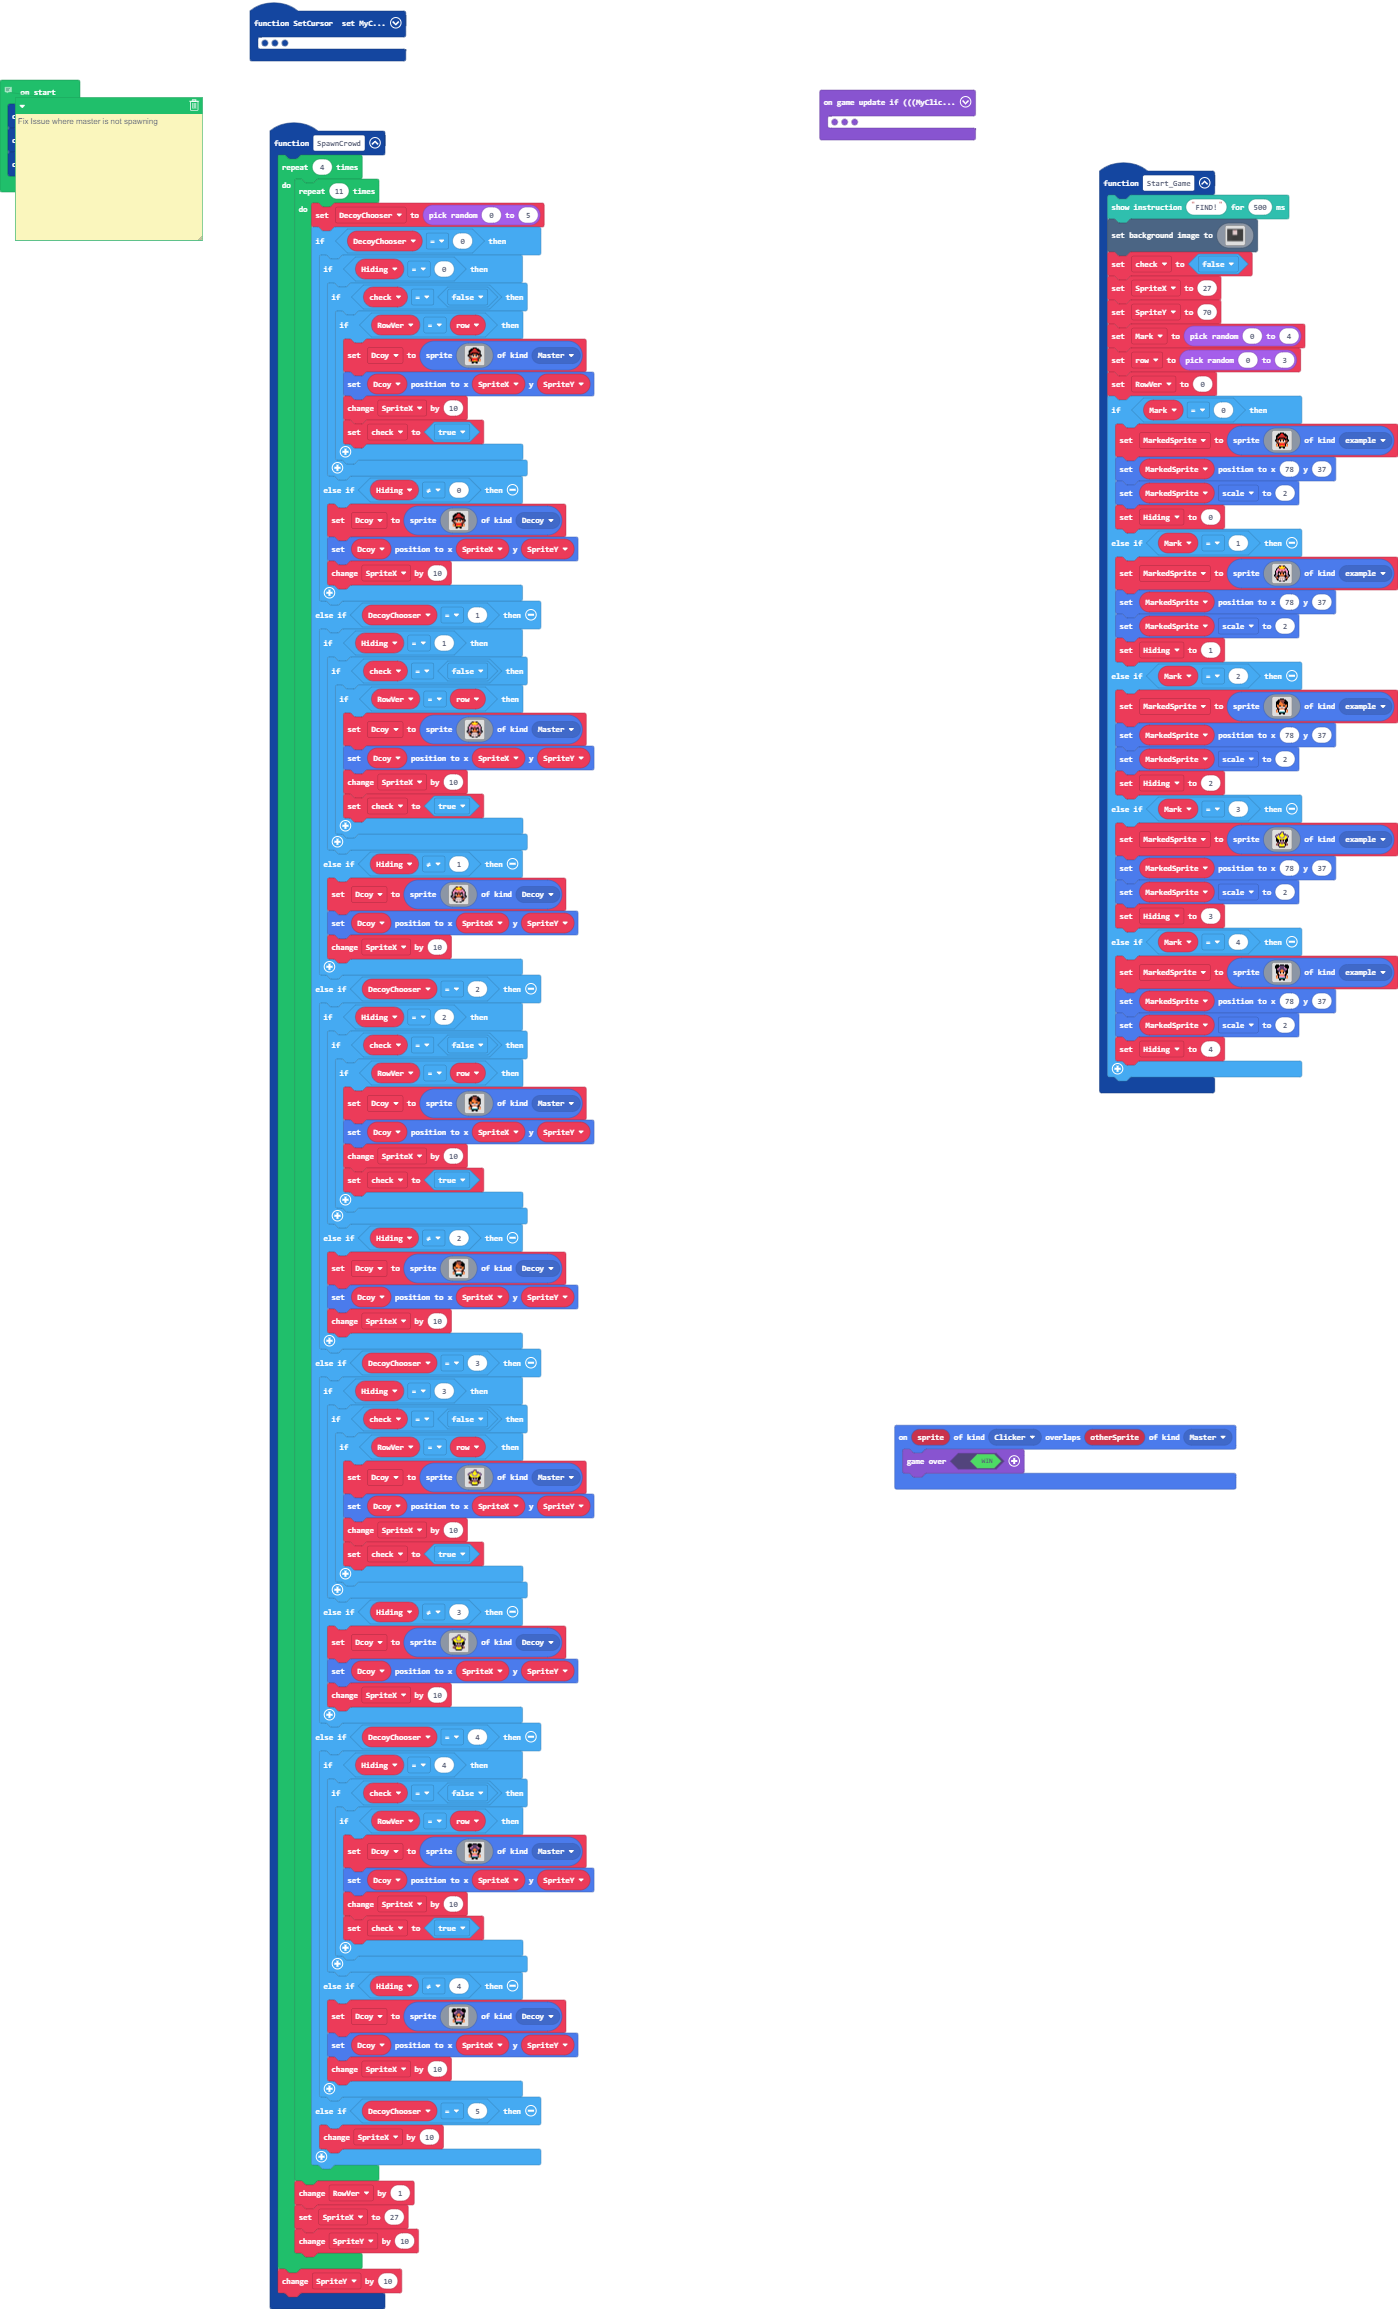 function SetCursor set MyC...
on start
Fix Issue where master is not spawning
on game update if (((MyClic...
function SpawnCrowd
repeat 4 times
do
repeat 11 times
do
set DecoyChooser to pick random 0 to 5
if DecoyChooser = 0 then
if Hiding = 0 then
if check = false then
if RowVer = row then
set Dcoy to sprite of kind Master
set Dcoy position to x SpriteX y SpriteY
change SpriteX by 10
set check to true
else if Hiding ≠ 0 then
set Dcoy to sprite of kind Decoy
set Dcoy position to x SpriteX y SpriteY
change SpriteX by 10
else if DecoyChooser = 1 then
if Hiding = 1 then
if check = false then
if RowVer = row then
set Dcoy to sprite of kind Master
set Dcoy position to x SpriteX y SpriteY
change SpriteX by 10
set check to true
else if Hiding ≠ 1 then
set Dcoy to sprite of kind Decoy
set Dcoy position to x SpriteX y SpriteY
change SpriteX by 10
else if DecoyChooser = 2 then
if Hiding = 2 then
if check = false then
if RowVer = row then
set Dcoy to sprite of kind Master
set Dcoy position to x SpriteX y SpriteY
change SpriteX by 10
set check to true
else if Hiding ≠ 2 then
set Dcoy to sprite of kind Decoy
set Dcoy position to x SpriteX y SpriteY
change SpriteX by 10
else if DecoyChooser = 3 then
if Hiding = 3 then
if check = false then
if RowVer = row then
set Dcoy to sprite of kind Master
set Dcoy position to x SpriteX y SpriteY
change SpriteX by 10
set check to true
else if Hiding ≠ 3 then
set Dcoy to sprite of kind Decoy
set Dcoy position to x SpriteX y SpriteY
change SpriteX by 10
else if DecoyChooser = 4 then
if Hiding = 4 then
if check = false then
if RowVer = row then
set Dcoy to sprite of kind Master
set Dcoy position to x SpriteX y SpriteY
change SpriteX by 10
set check to true
else if Hiding ≠ 4 then
set Dcoy to sprite of kind Decoy
set Dcoy position to x SpriteX y SpriteY
change SpriteX by 10
else if DecoyChooser = 5 then
change SpriteX by 10
change RowVer by 1
set SpriteX to 27
change SpriteY by 10
change SpriteY by 10
function Start_Game
show instruction "FIND!" for 500 ms
set background image to
set check to false
set SpriteX to 27
set SpriteY to 70
set Mark to pick random 0 to 4
set row to pick random 0 to 3
set RowVer to 0
if Mark = 0 then
set MarkedSprite to sprite of kind example
set MarkedSprite position to x 78 y 37
set MarkedSprite scale to 2
set Hiding to 0
else if Mark = 1 then
set MarkedSprite to sprite of kind example
set MarkedSprite position to x 78 y 37
set MarkedSprite scale to 2
set Hiding to 1
else if Mark = 2 then
set MarkedSprite to sprite of kind example
set MarkedSprite position to x 78 y 37
set MarkedSprite scale to 2
set Hiding to 2
else if Mark = 3 then
set MarkedSprite to sprite of kind example
set MarkedSprite position to x 78 y 37
set MarkedSprite scale to 2
set Hiding to 3
else if Mark = 4 then
set MarkedSprite to sprite of kind example
set MarkedSprite position to x 78 y 37
set MarkedSprite scale to 2
set Hiding to 4
on sprite of kind Clicker overlaps otherSprite of kind Master
game over WIN